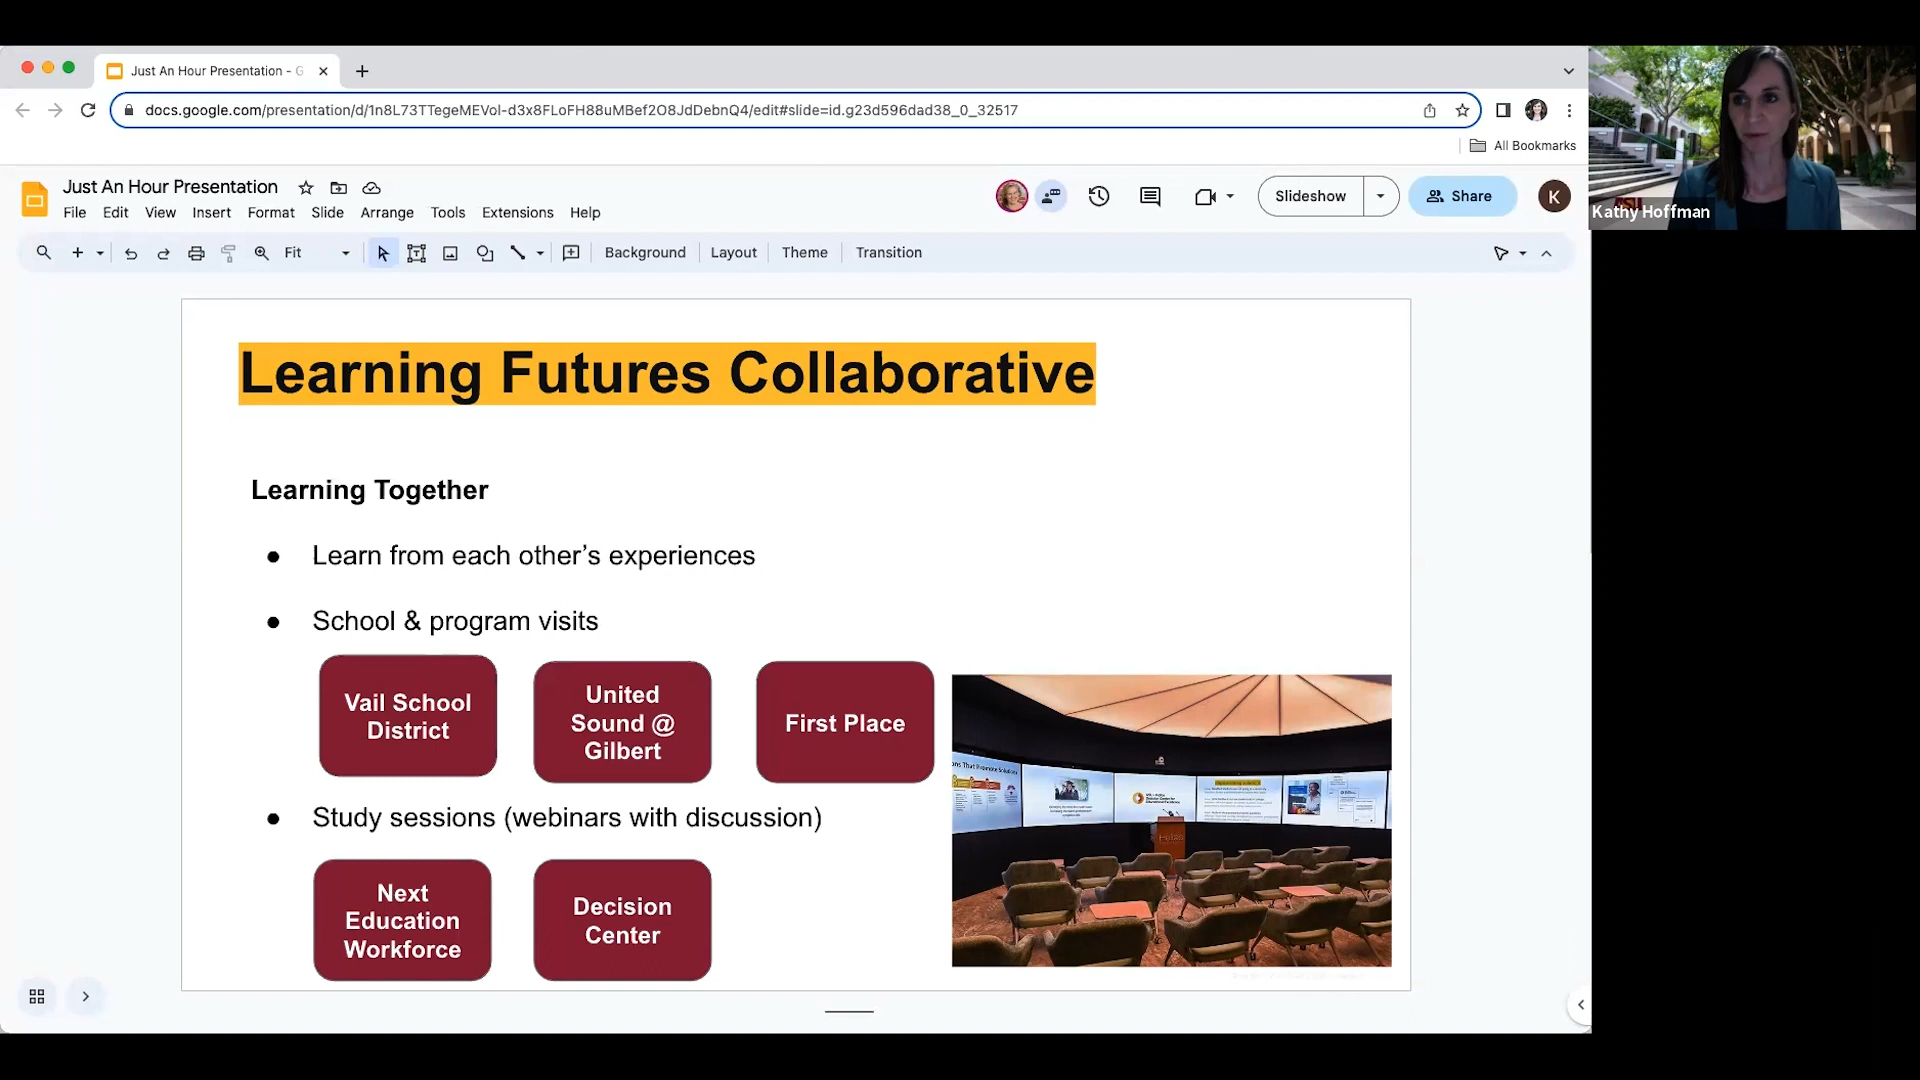 Just An Hour Presentation - G
docs.google.com/presentation/d/1n8L73TTegeMEVol-d3x8FLoFH88uMBef2O8JdDebnQ4/edit#slide=id.g23d596dad38_0_32517
All Bookmarks
Just An Hour Presentation
File Edit View Insert Format Slide Arrange Tools Extensions Help
Slideshow
Share
K
Kathy Hoffman
Fit
Background
Layout
Theme
Transition
Learning Futures Collaborative
Learning Together
● Learn from each other’s experiences
● School & program visits
Vail School
District
United
Sound @
Gilbert
First Place
● Study sessions (webinars with discussion)
Next
Education
Workforce
Decision
Center